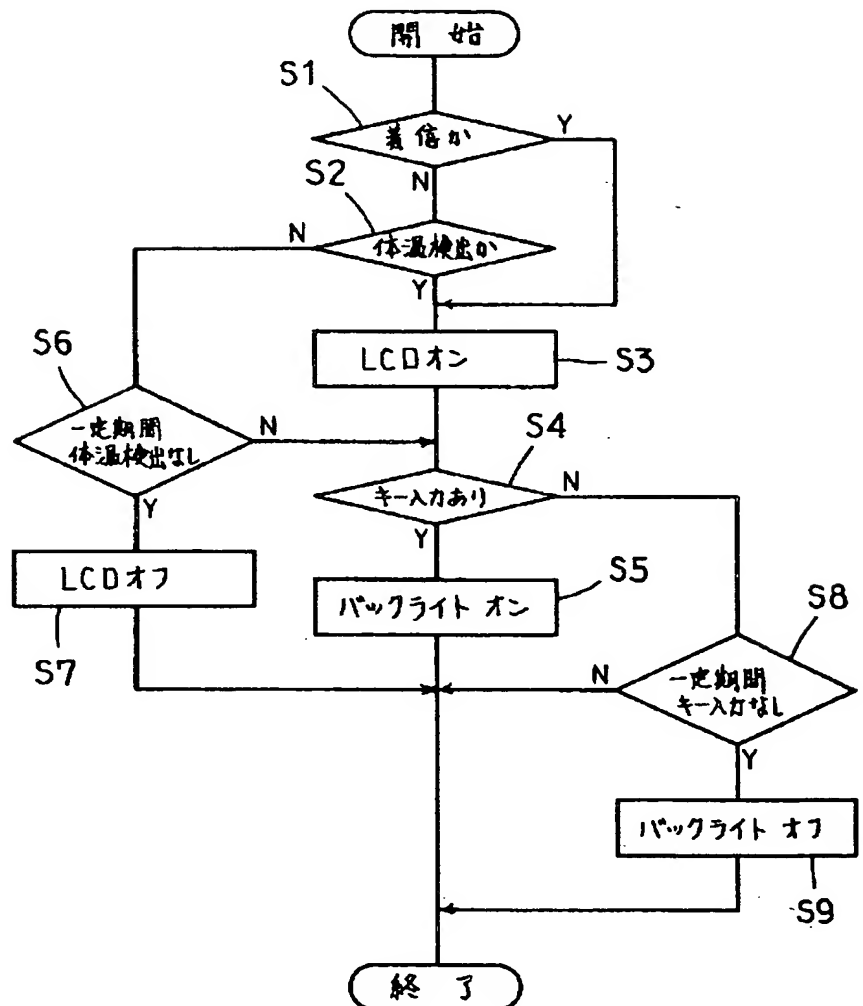 開始
S1
着信か
Y
N
S2
体温検出か
N
Y
LCDオン
S3
S6
一定期間
体温検出なし
N
Y
S4
キー入力あり
N
Y
LCDオフ
S7
バックライト オン
S5
S8
一定期間
キー入力なし
N
Y
バックライト オフ
S9
終了